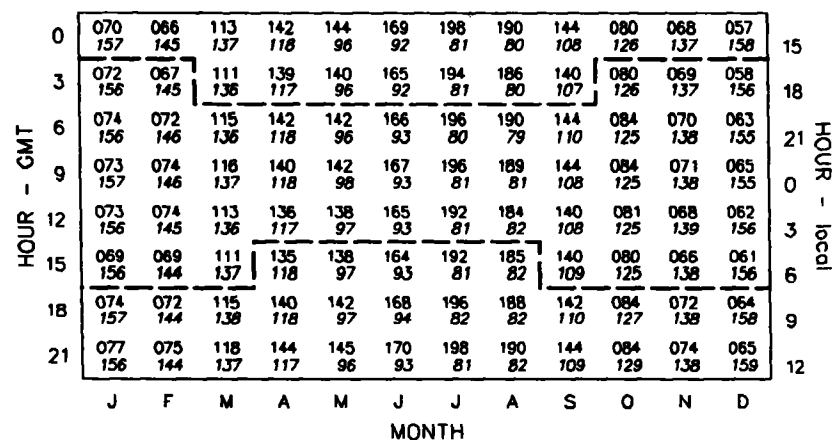 0 070 066 113 142 144 169 198 190 144 080 068 057
157 145 137 118 96 92 81 80 108 126 137 158 15
3 072 067 111 139 140 165 194 186 140 080 069 058
156 145 136 117 96 92 81 80 107 126 137 156 18
6 074 072 115 142 142 166 196 190 144 084 070 063
156 146 136 118 96 93 80 79 110 125 138 155 21
9 073 074 116 140 142 167 196 189 144 084 071 065
157 146 137 118 98 93 81 81 108 125 138 155 0
12 073 074 113 136 138 165 192 184 140 081 068 062
156 145 136 117 97 93 81 82 108 125 139 156 3
15 069 069 111 135 138 164 192 185 140 080 066 061
156 144 137 118 97 93 81 82 109 125 138 156 6
18 074 072 115 140 142 168 196 188 142 084 072 064
157 144 138 118 97 94 82 82 110 127 138 158 9
21 077 075 118 144 145 170 198 190 144 084 074 065
156 144 137 117 96 93 81 82 109 129 138 159 12
J F M A M J J A S O N D
MONTH
HOUR - GMT
HOUR - local